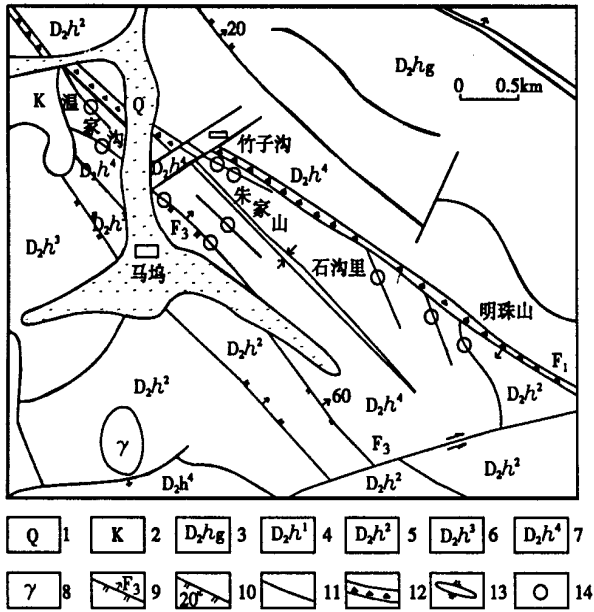 D₂h²
20
D₂hg
0 0.5km
K
温家沟
Q
竹子沟
D₂h⁴
D₂h⁴
D₂h⁴
朱家山
D₂h³
F₃
D₂h³
马坞
石沟里
明珠山
F₁
D₂h²
D₂h²
60
D₂h⁴
D₂h²
γ
F₃
D₂h⁴
D₂h²
D₂h²
Q 1 K 2 D₂hg 3 D₂h¹ 4 D₂h² 5 D₂h³ 6 D₂h⁴ 7
γ 8 F₃ 9 20° 10 11 12 13 14